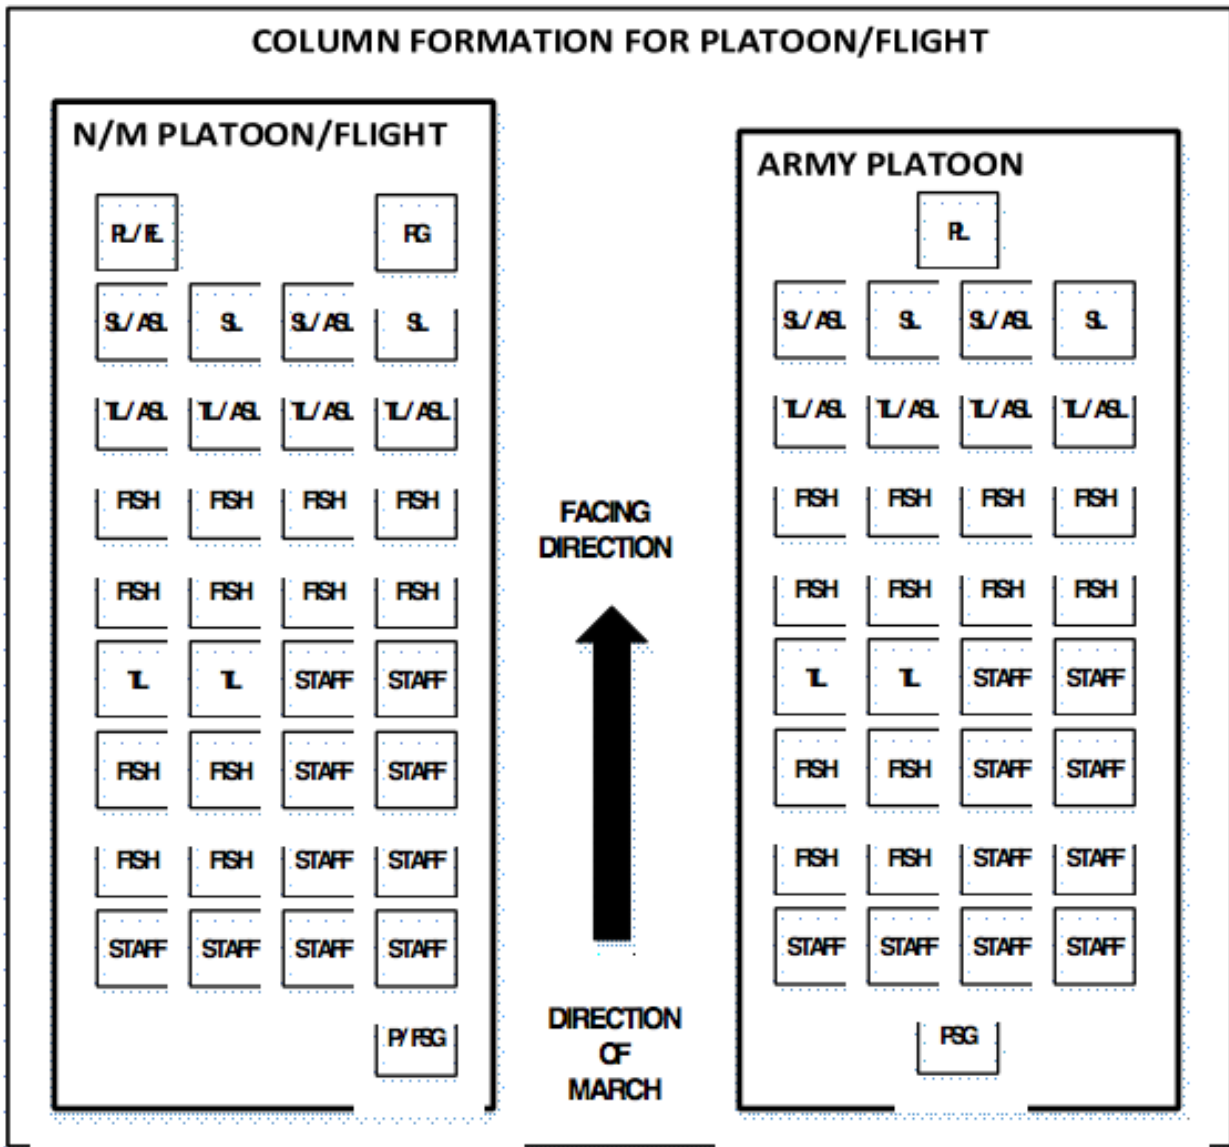 COLUMN FORMATION FOR PLATOON/FLIGHT
N/M PLATOON/FLIGHT
PL/FL FG
SL/ASL SL SL/ASL SL
TL/ASL TL/ASL TL/ASL TL/ASL
FISH FISH FISH FISH
FISH FISH FISH FISH
TL TL STAFF STAFF
FISH FISH STAFF STAFF
FISH FISH STAFF STAFF
STAFF STAFF STAFF STAFF
P/FSG
FACING
DIRECTION
DIRECTION
OF
MARCH
ARMY PLATOON
PL
SL/ASL SL SL/ASL SL
TL/ASL TL/ASL TL/ASL TL/ASL
FISH FISH FISH FISH
FISH FISH FISH FISH
TL TL STAFF STAFF
FISH FISH STAFF STAFF
FISH FISH STAFF STAFF
STAFF STAFF STAFF STAFF
PSG